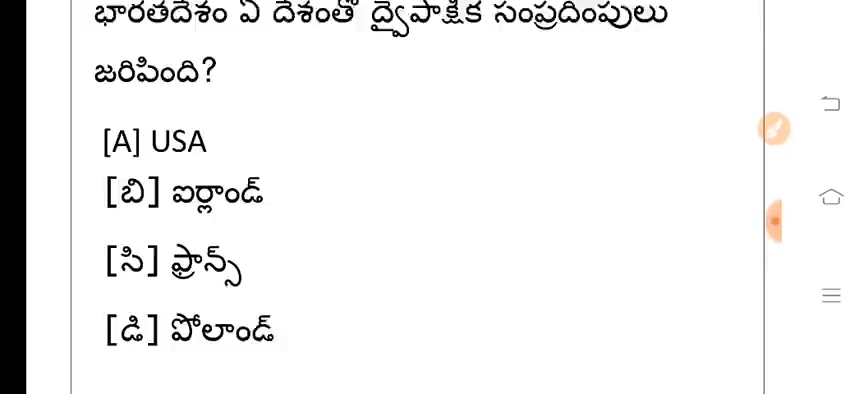 భారతదేశం ఏ దేశంతో ద్వైపాక్షిక సంప్రదింపులు
జరిపింది?
[A] USA
[బి] ఐర్లాండ్
[సి] ఫ్రాన్స్
[డి] పోలాండ్